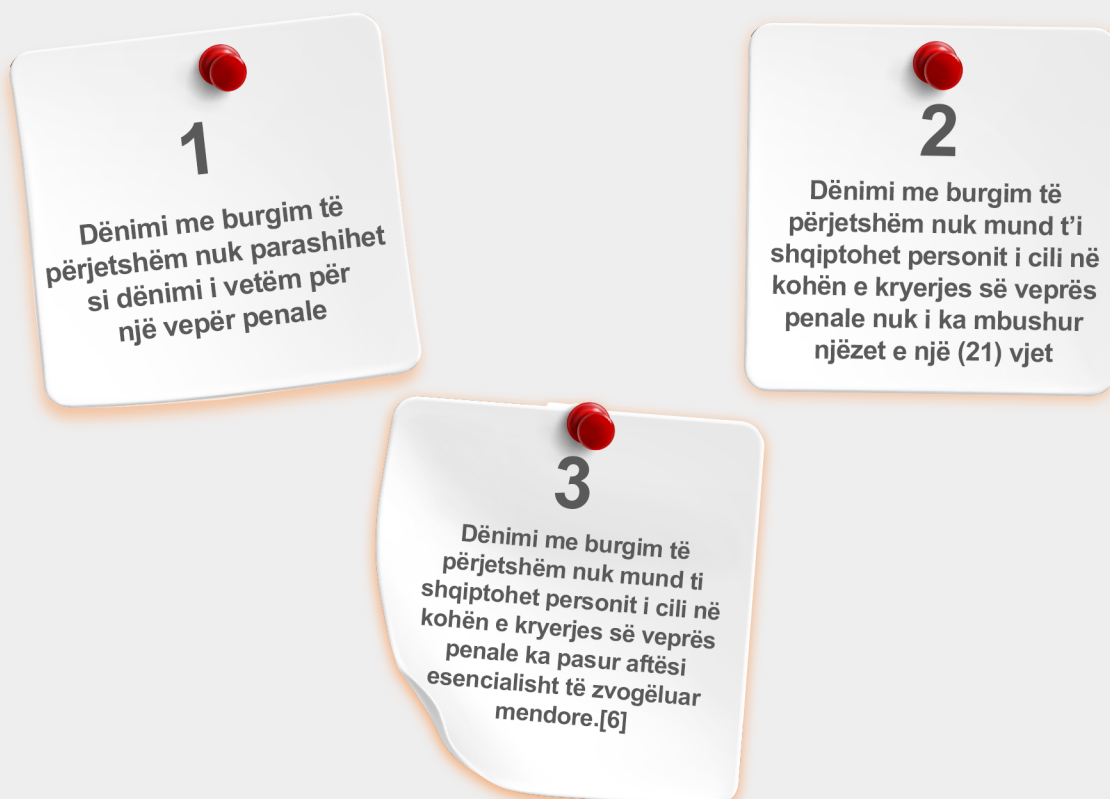 1
Dënimi me burgim të
përjetshëm nuk parashihet
si dënimi i vetëm për
një vepër penale
2
Dënimi me burgim të
përjetshëm nuk mund t’i
shqiptohet personit i cili në
kohën e kryerjes së veprës
penale nuk i ka mbushur
njëzet e një (21) vjet
3
Dënimi me burgim të
përjetshëm nuk mund ti
shqiptohet personit i cili në
kohën e kryerjes së veprës
penale ka pasur aftësi
esencialisht të zvogëluar
mendore.[6]